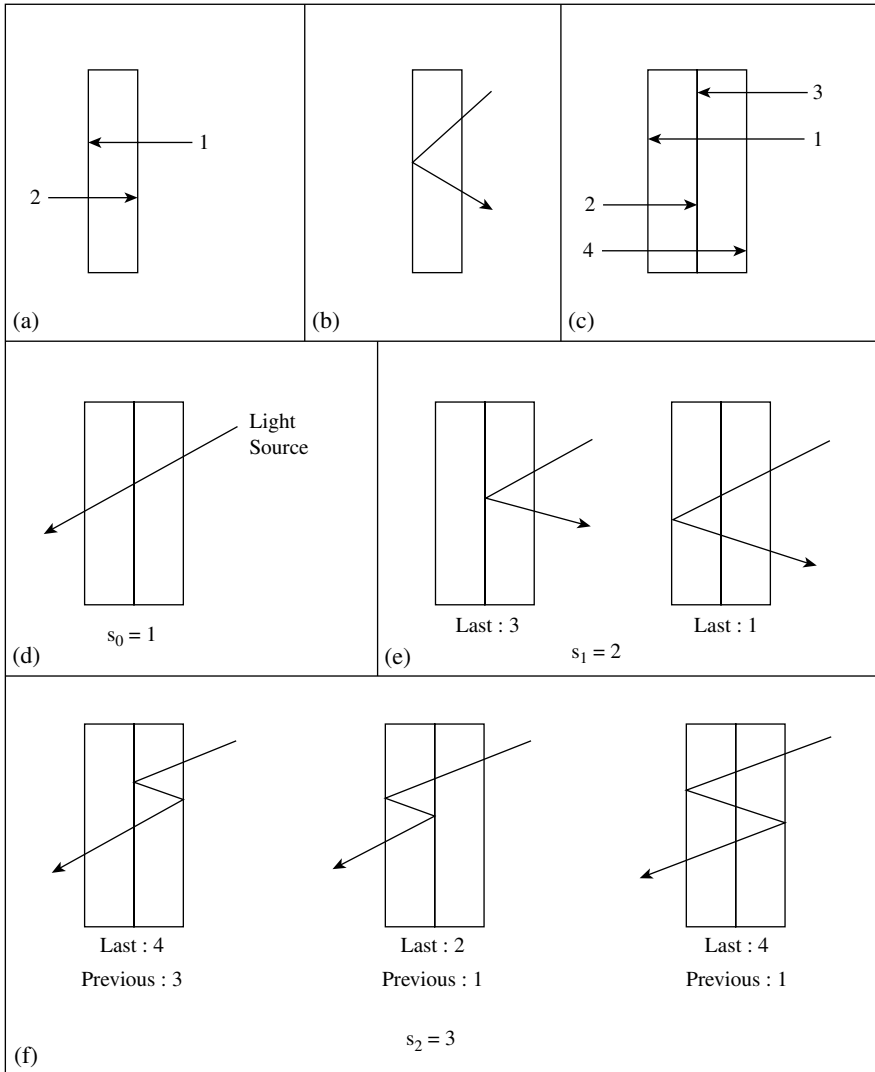 1
2
(a)
(b)
3
1
2
4
(c)
Light
Source
s₀ = 1
(d)
Last : 3
Last : 1
s₁ = 2
(e)
Last : 4
Previous : 3
Last : 2
Previous : 1
Last : 4
Previous : 1
s₂ = 3
(f)